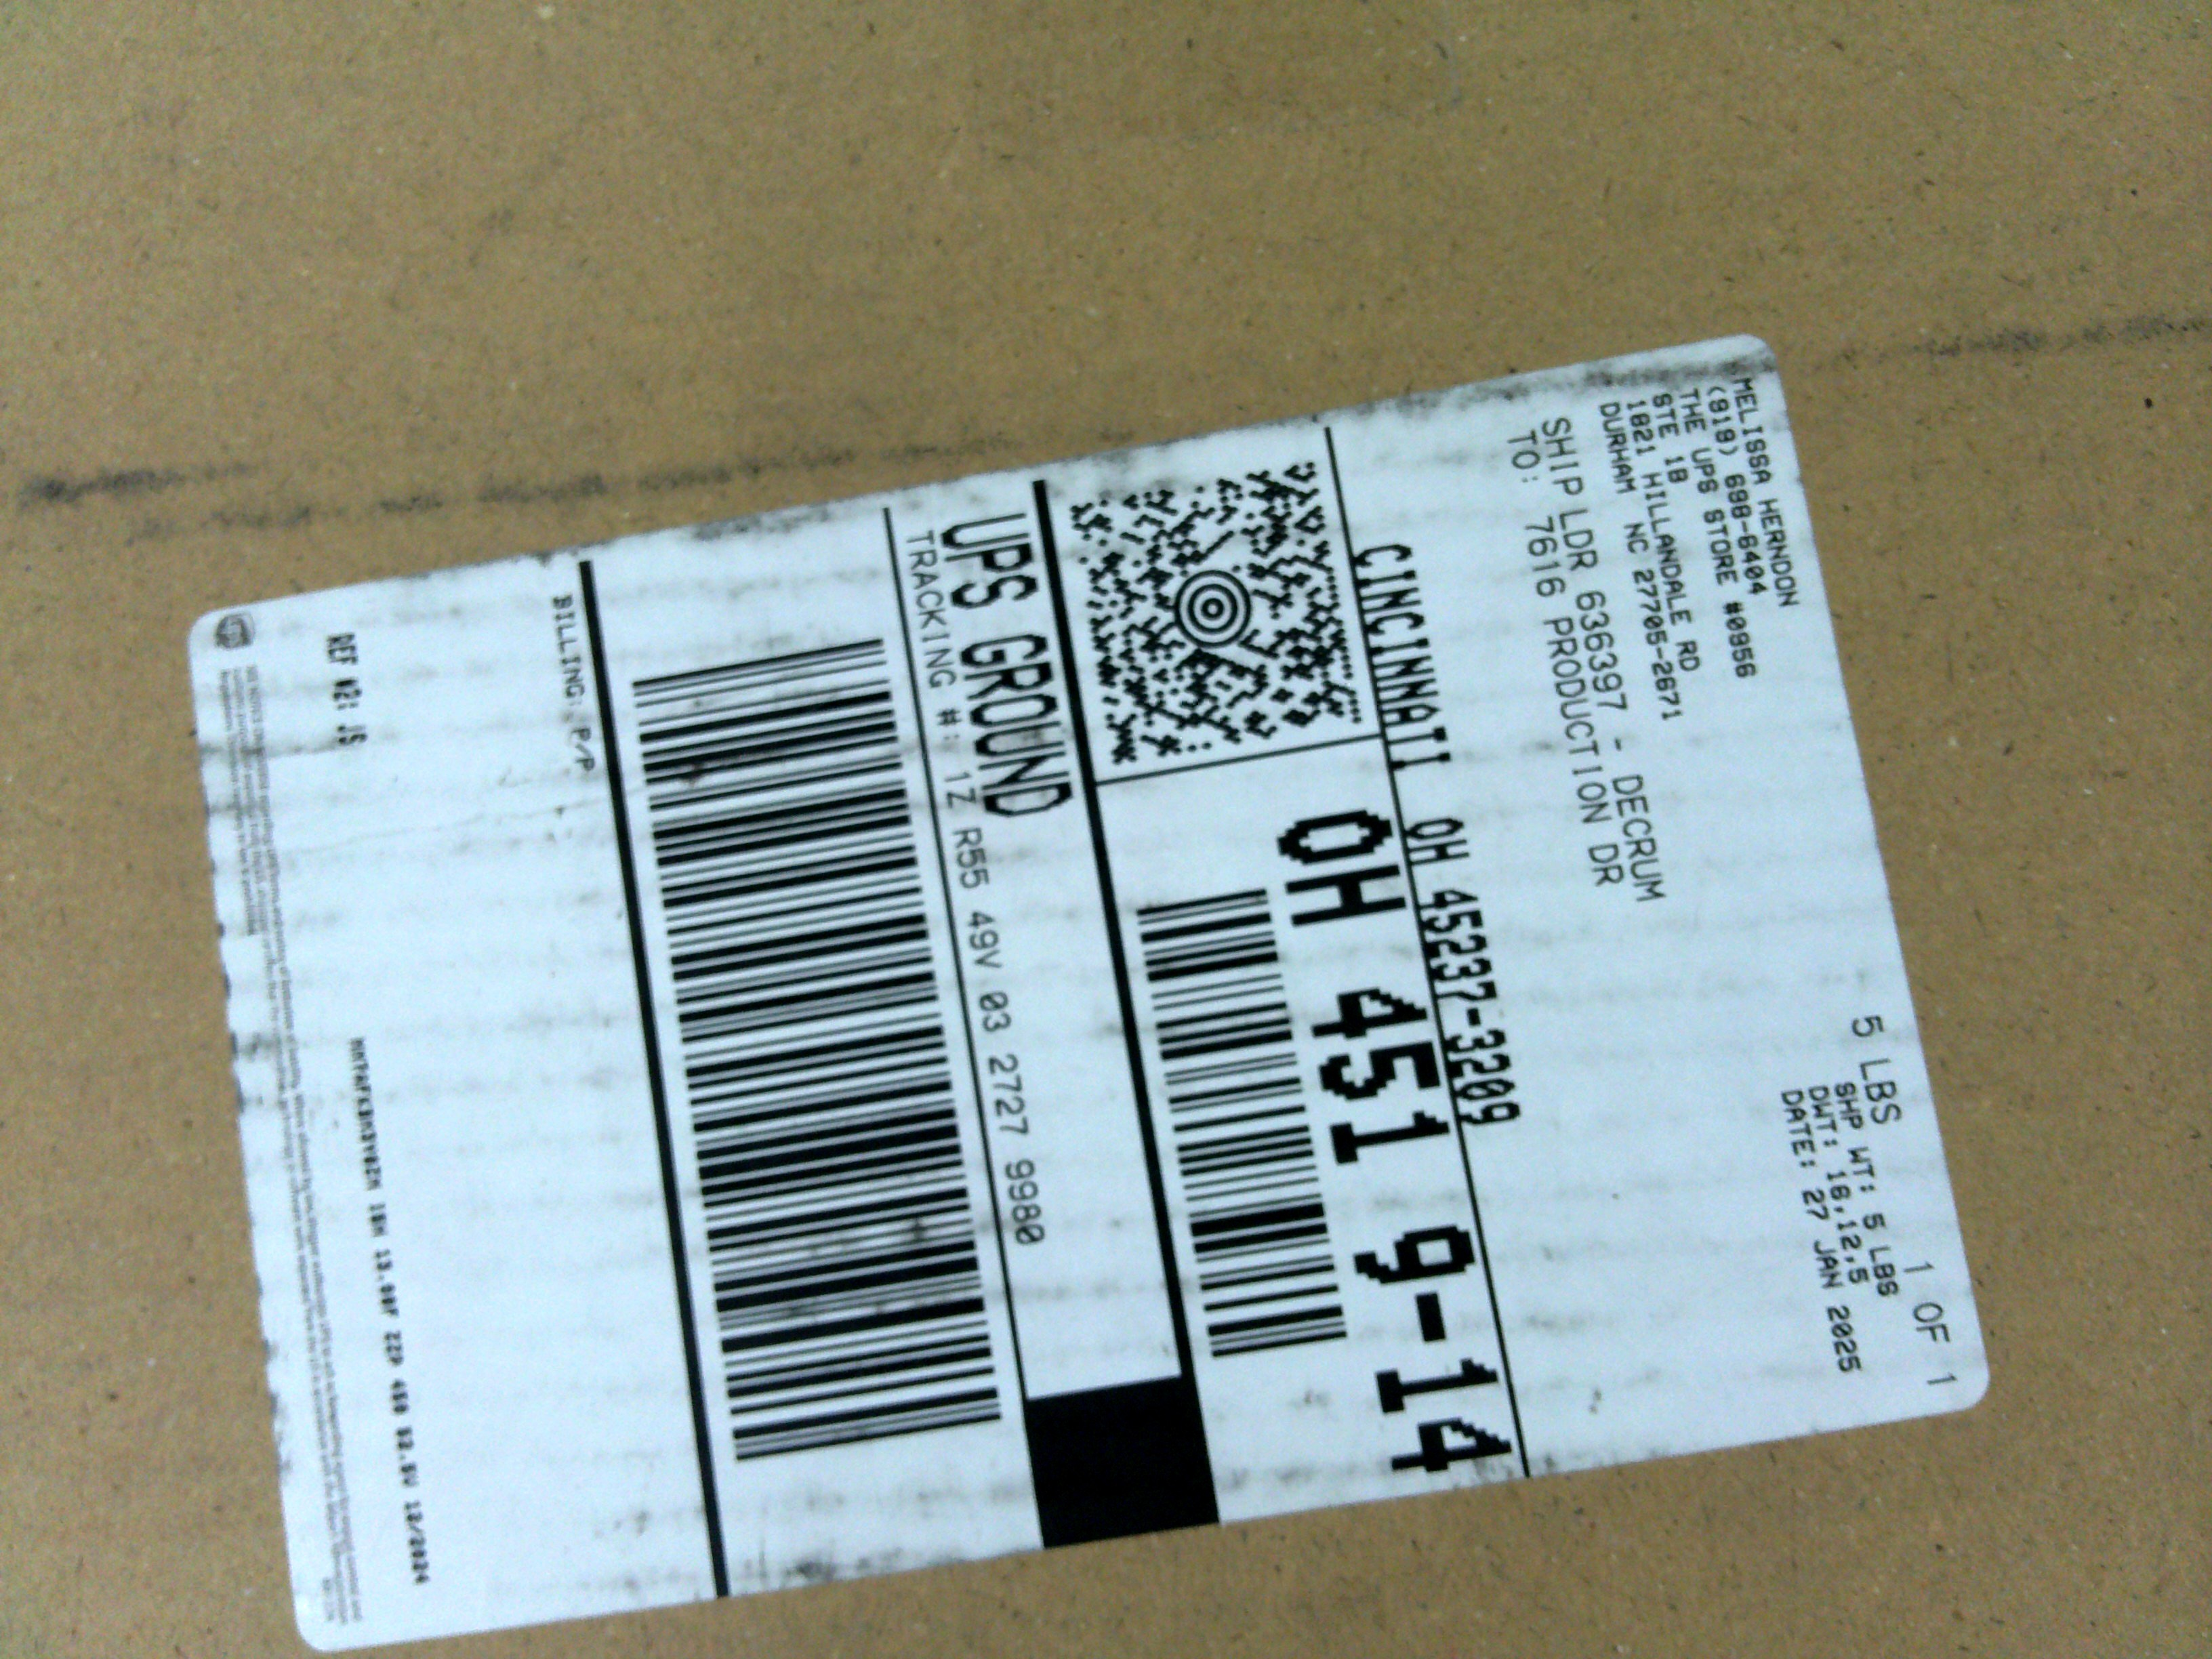 MELISSA HERNDON
(919) 698-6404
THE UPS STORE #0956
STE 1B
1821 HILLANDALE RD
DURHAM NC 27705-2671
5 LBS
1 OF 1
SHP WT: 5 LBS
DWT: 16,12,5
DATE: 27 JAN 2025
SHIP LDR 636397 - DECRUM
TO: 7616 PRODUCTION DR
CINCINNATI OH 45237-3209
OH 451 9-14
UPS GROUND
TRACKING #: 1Z R55 49V 03 2727 9980
BILLING: P/P
REF #2: JS
12/2024